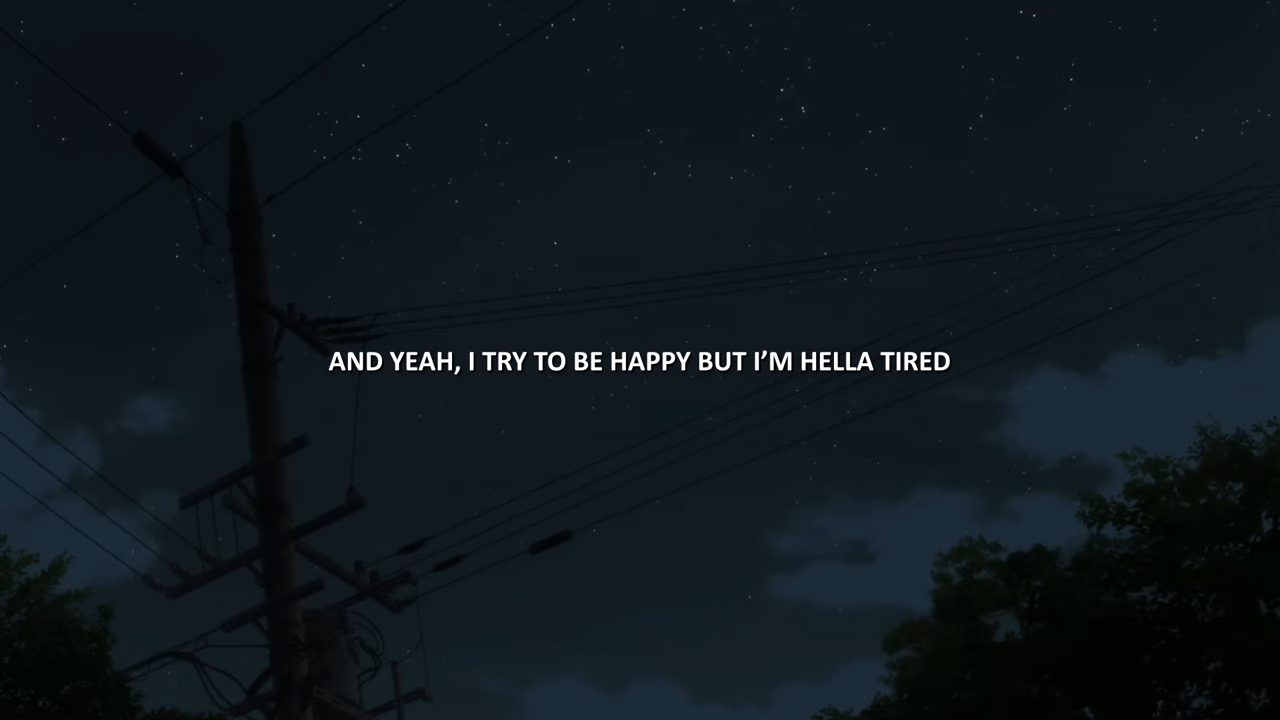 AND YEAH, I TRY TO BE HAPPY BUT I’M HELLA TIRED